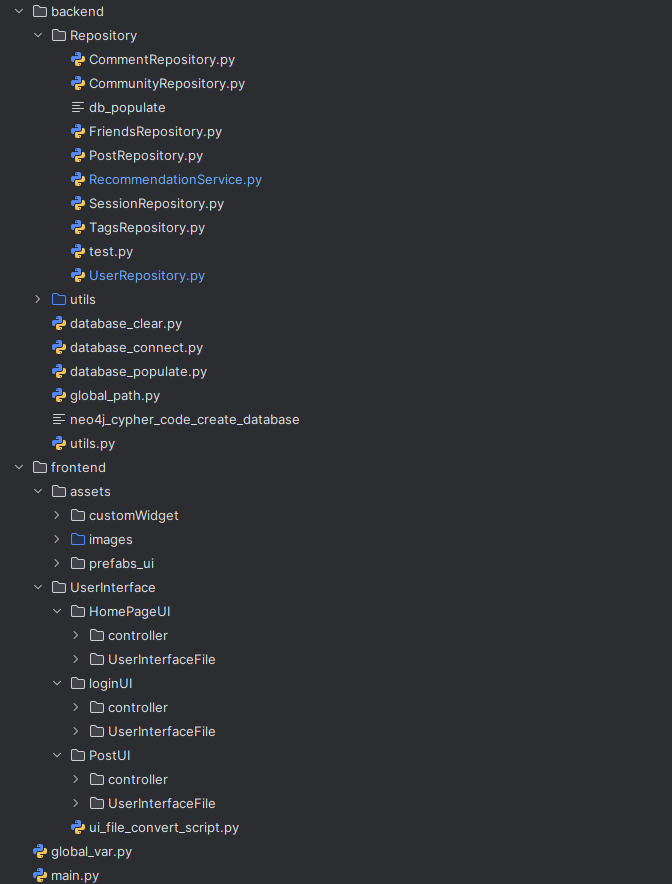 backend
Repository
CommentRepository.py
CommunityRepository.py
db_populate
FriendsRepository.py
PostRepository.py
RecommendationService.py
SessionRepository.py
TagsRepository.py
test.py
UserRepository.py
utils
database_clear.py
database_connect.py
database_populate.py
global_path.py
neo4j_cypher_code_create_database
utils.py
frontend
assets
customWidget
images
prefabs_ui
UserInterface
HomePageUI
controller
UserInterfaceFile
loginUI
controller
UserInterfaceFile
PostUI
controller
UserInterfaceFile
ui_file_convert_script.py
global_var.py
main.py